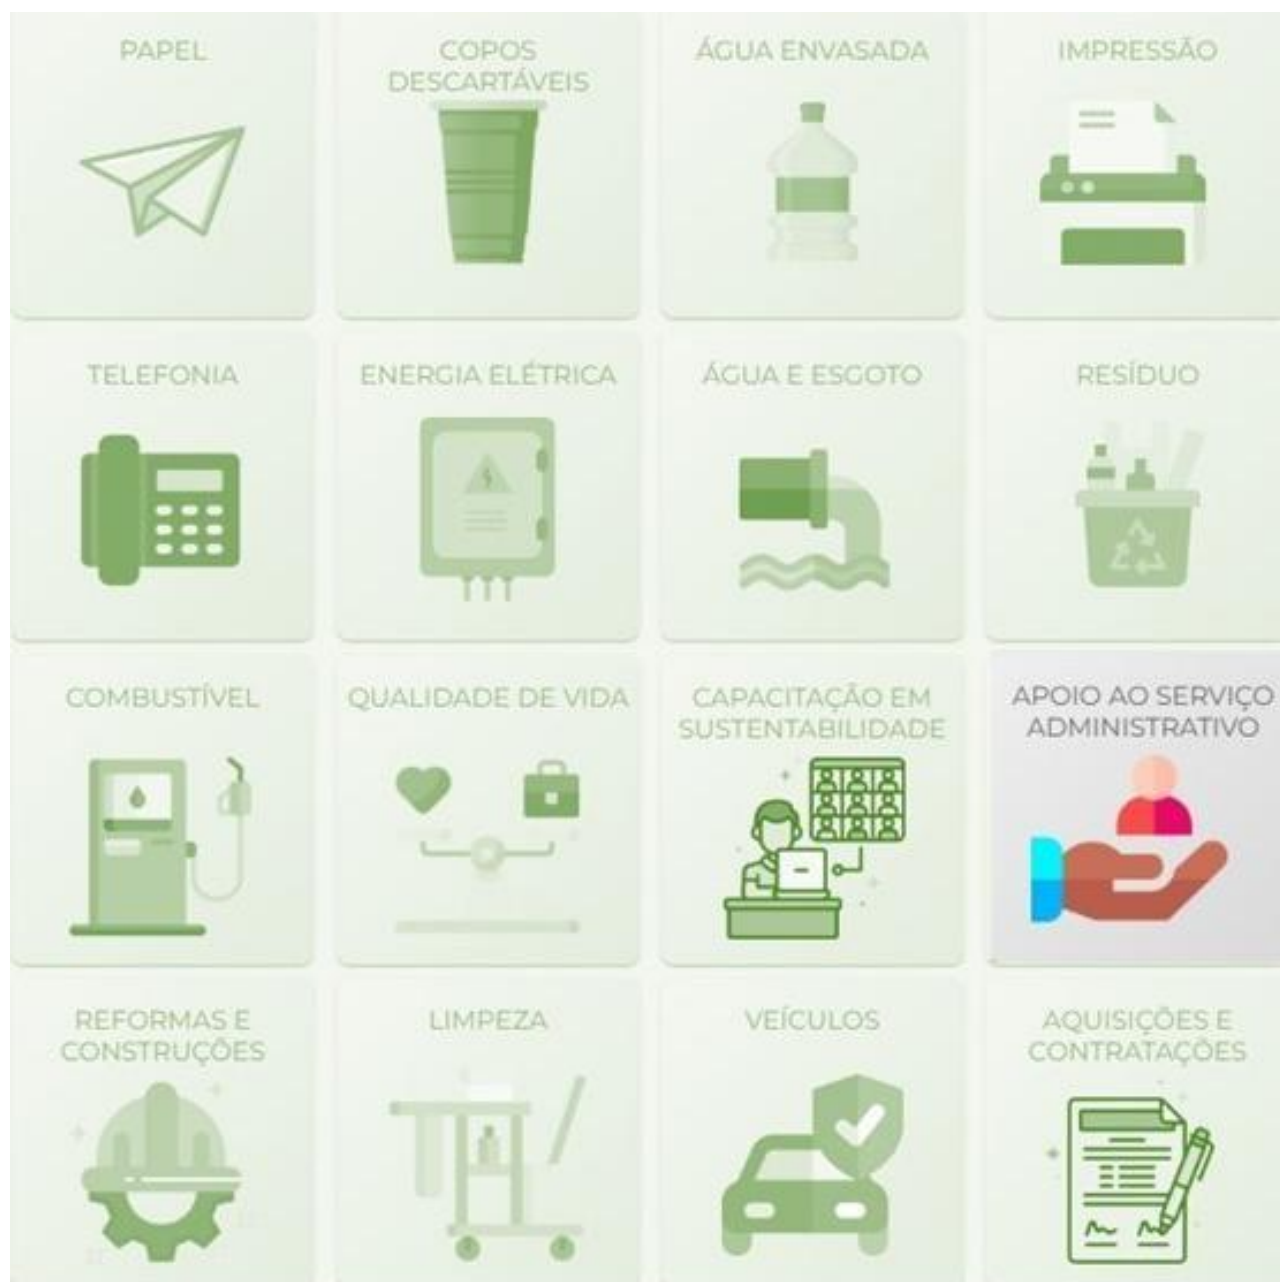 PAPEL
COPOS
DESCARTÁVEIS
ÁGUA ENVASADA
IMPRESSÃO
TELEFONIA
ENERGIA ELÉTRICA
ÁGUA E ESGOTO
RESÍDUO
COMBUSTÍVEL
QUALIDADE DE VIDA
CAPACITAÇÃO EM
SUSTENTABILIDADE
APOIO AO SERVIÇO
ADMINISTRATIVO
REFORMAS E
CONSTRUÇÕES
LIMPEZA
VEÍCULOS
AQUISIÇÕES E
CONTRATAÇÕES